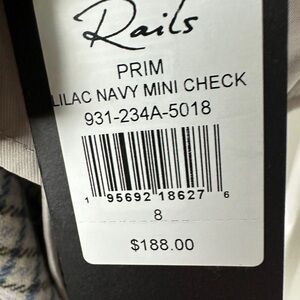 Rails
PRIM
LILAC NAVY MINI CHECK
931-234A-5018
1 95692 18627 6
8
$188.00